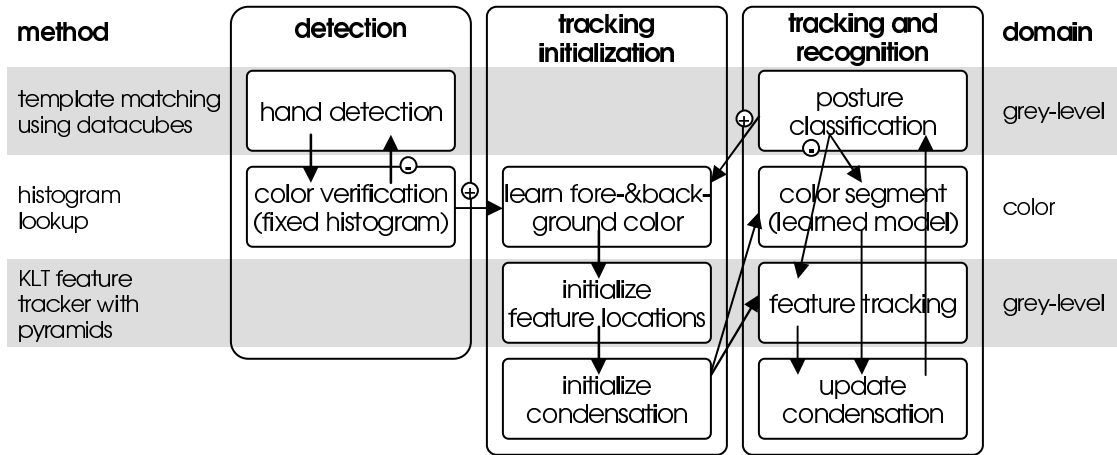 method
detection
tracking
initialization
tracking and
recognition
domain
template matching
using datacubes
hand detection
+
posture
classification
grey-level
-
-
histogram
lookup
color verification
(fixed histogram)
+
learn fore-&back-
ground color
color segment
(learned model)
color
KLT feature
tracker with
pyramids
initialize
feature locations
feature tracking
grey-level
initialize
condensation
update
condensation